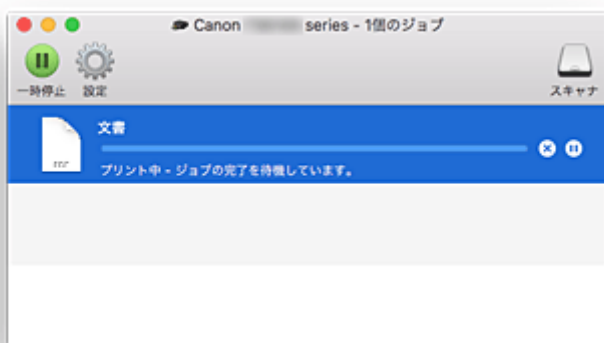 Canon series - 1個のジョブ
一時停止 設定 スキャナ
文書
プリント中 - ジョブの完了を待機しています。